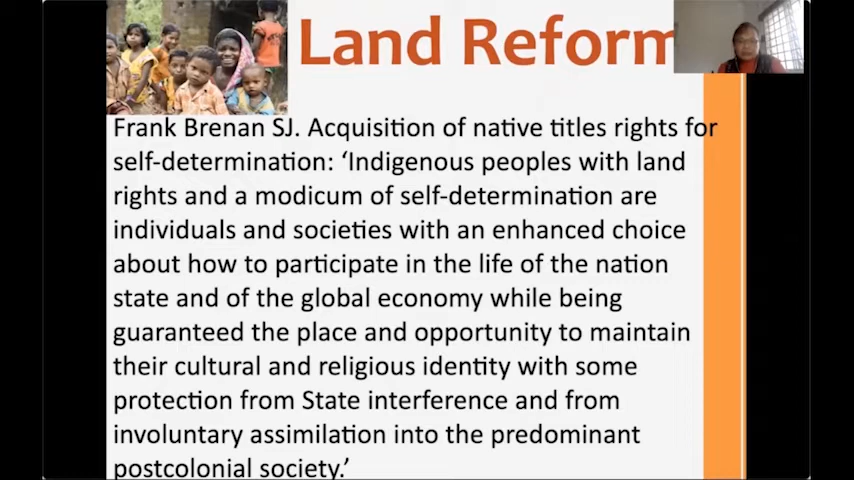 Land Reform
Frank Brenan SJ. Acquisition of native titles rights for
self-determination: ‘Indigenous peoples with land
rights and a modicum of self-determination are
individuals and societies with an enhanced choice
about how to participate in the life of the nation
state and of the global economy while being
guaranteed the place and opportunity to maintain
their cultural and religious identity with some
protection from State interference and from
involuntary assimilation into the predominant
postcolonial society.’